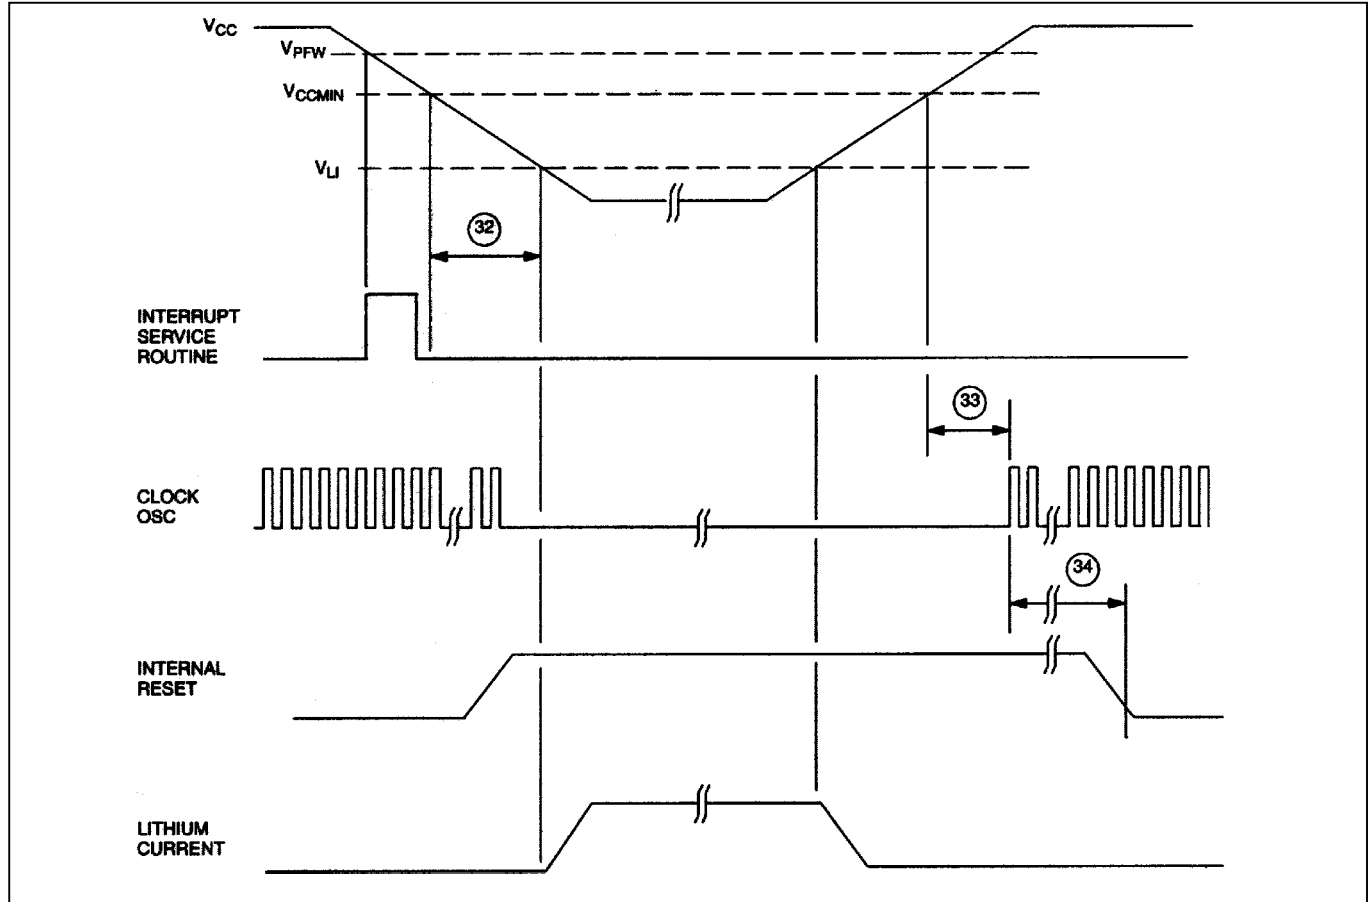 VCC
VPFW
VCCMIN
VLI
32
INTERRUPT
SERVICE
ROUTINE
33
CLOCK
OSC
34
INTERNAL
RESET
LITHIUM
CURRENT